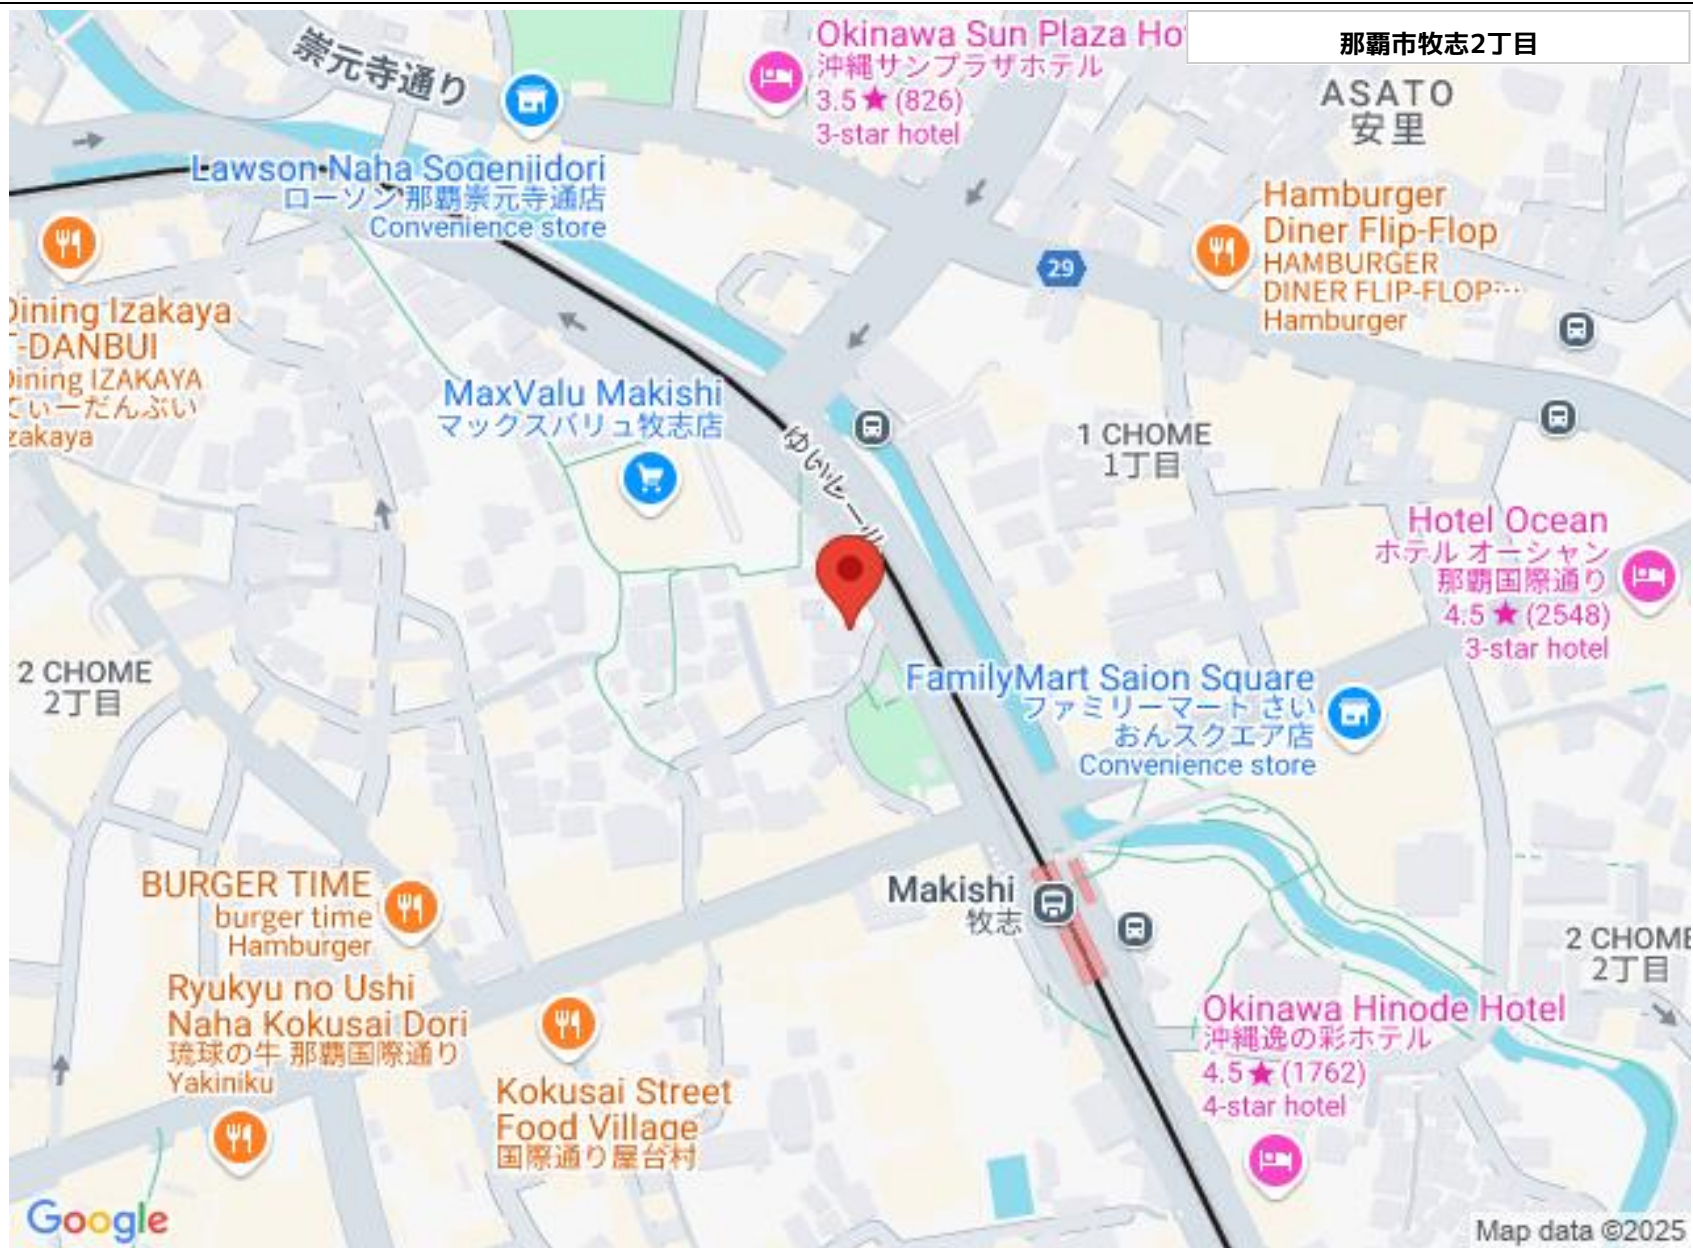 那覇市牧志2丁目
崇元寺通り
Okinawa Sun Plaza Ho
沖縄サンプラザホテル
3.5★(826)
3-star hotel
ASATO
安里
Lawson Naha Sogenjidori
ローソン 那覇崇元寺通店
Convenience store
Hamburger
Diner Flip-Flop
HAMBURGER
DINER FLIP-FLOP…
Hamburger
29
Dining Izakaya
T-DANBUI
Dining IZAKAYA
てぃーだんぶい
Izakaya
MaxValu Makishi
マックスバリュ牧志店
ゆいレール
1 CHOME
1丁目
Hotel Ocean
ホテル オーシャン
那覇国際通り
4.5★(2548)
3-star hotel
2 CHOME
2丁目
FamilyMart Saion Square
ファミリーマート さい
おんスクエア店
Convenience store
BURGER TIME
burger time
Hamburger
Makishi
牧志
2 CHOME
2丁目
Ryukyu no Ushi
Naha Kokusai Dori
琉球の牛 那覇国際通り
Yakiniku
Okinawa Hinode Hotel
沖縄逸の彩ホテル
4.5★(1762)
4-star hotel
Kokusai Street
Food Village
国際通り屋台村
Google
Map data ©2025